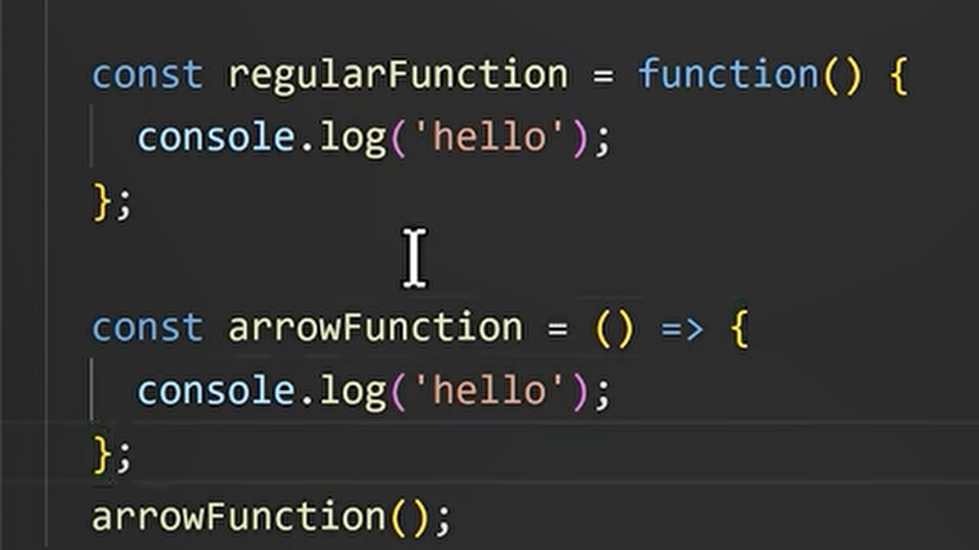 const regularFunction = function() {
  console.log('hello');
};
const arrowFunction = () => {
  console.log('hello');
};
arrowFunction();